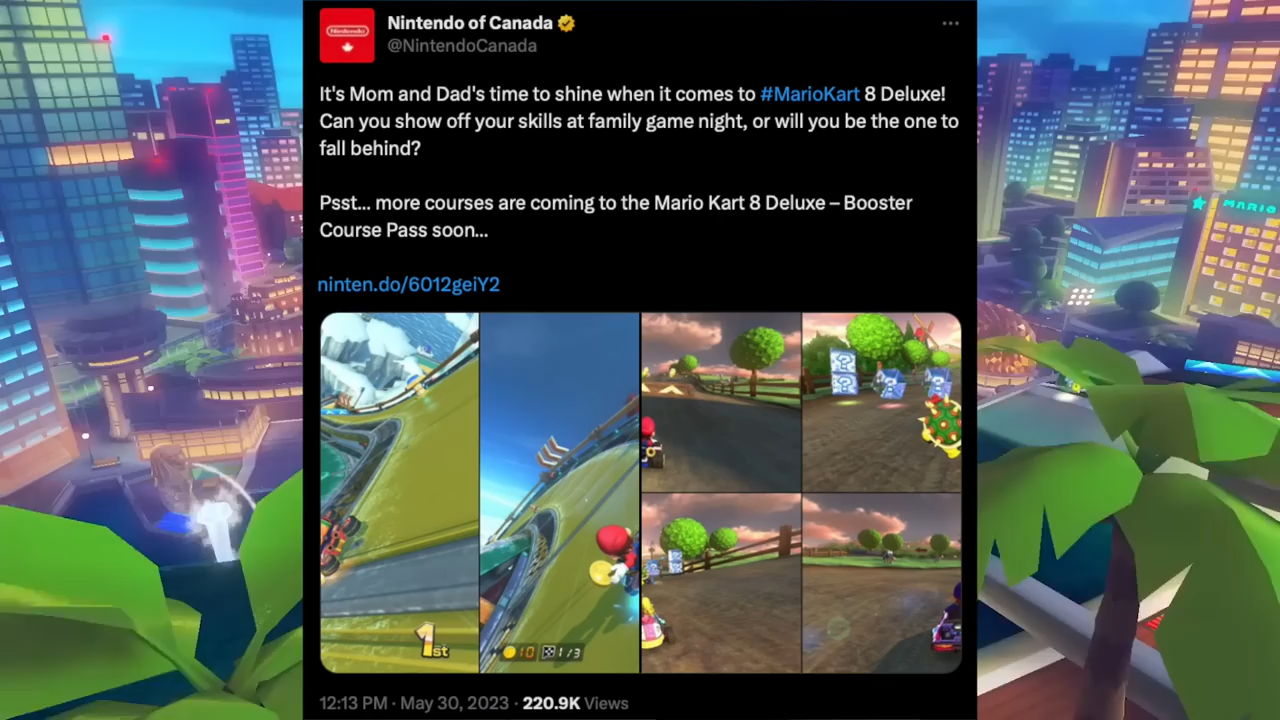 Nintendo
Nintendo of Canada
@NintendoCanada
It's Mom and Dad's time to shine when it comes to #MarioKart 8 Deluxe!
Can you show off your skills at family game night, or will you be the one to
fall behind?
Psst... more courses are coming to the Mario Kart 8 Deluxe – Booster
Course Pass soon...
ninten.do/6012geiY2
MARIO
1st
10 1/3
12:13 PM · May 30, 2023 · 220.9K Views